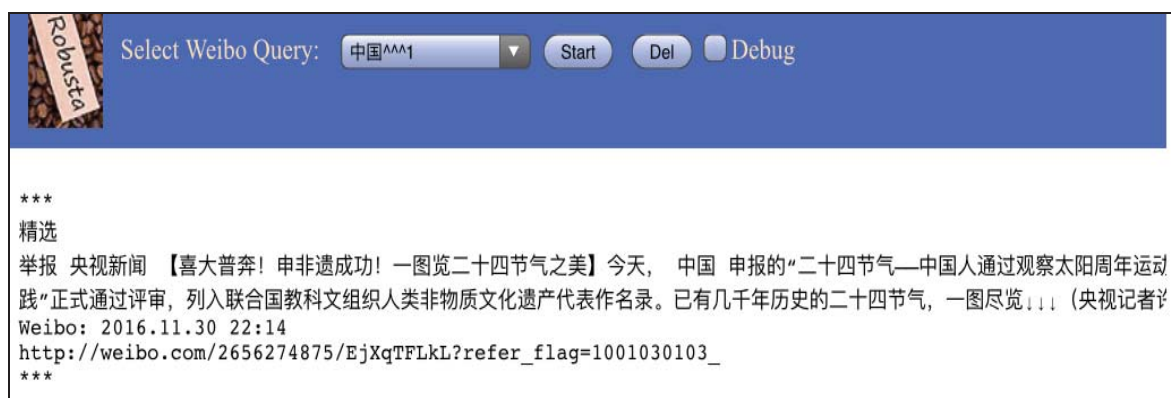 Robusta
Select Weibo Query: 中国^^^1 Start Del Debug
***
精选
举报 央视新闻 【喜大普奔！申非遗成功！一图览二十四节气之美】今天， 中国 申报的“二十四节气——中国人通过观察太阳周年运动
践”正式通过评审，列入联合国教科文组织人类非物质文化遗产代表作名录。已有几千年历史的二十四节气，一图尽览↓↓↓（央视记者
Weibo: 2016.11.30 22:14
http://weibo.com/2656274875/EjXqTFLkL?refer_flag=1001030103_
***